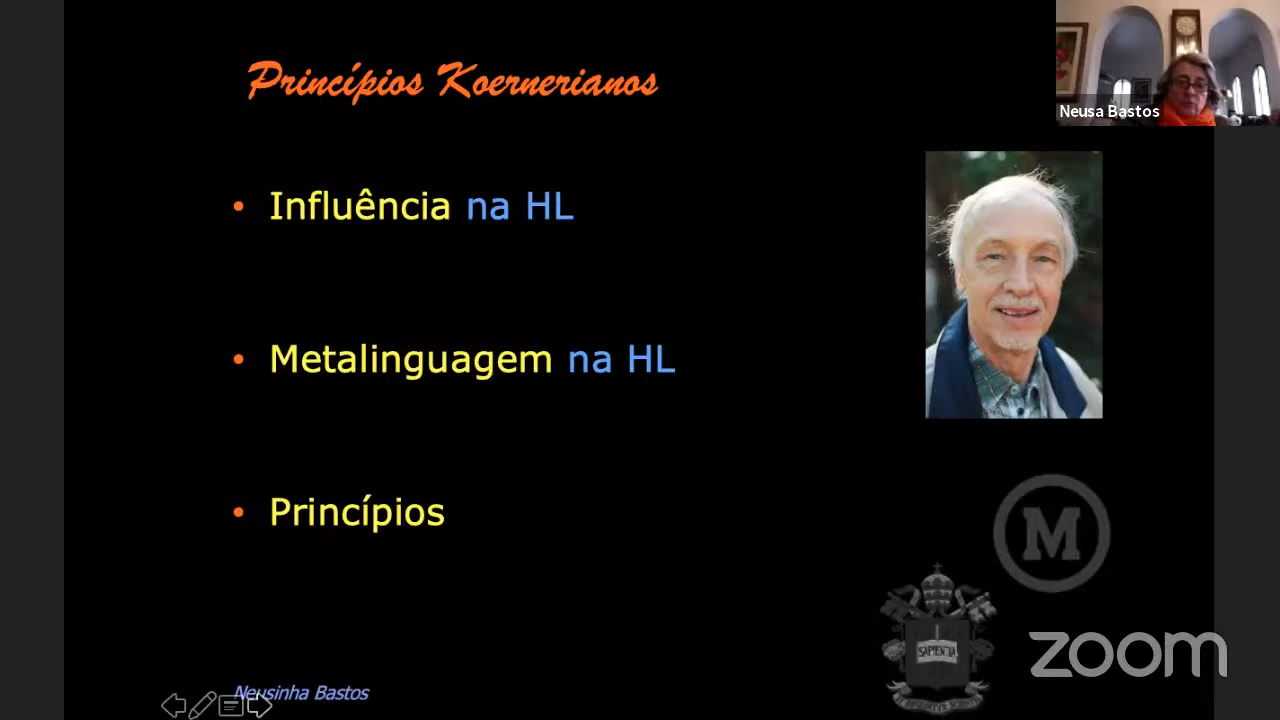 Princípios Koernerianos
Neusa Bastos
• Influência na HL
• Metalinguagem na HL
• Princípios
M
SAPIENTIA
zoom
Neusinha Bastos